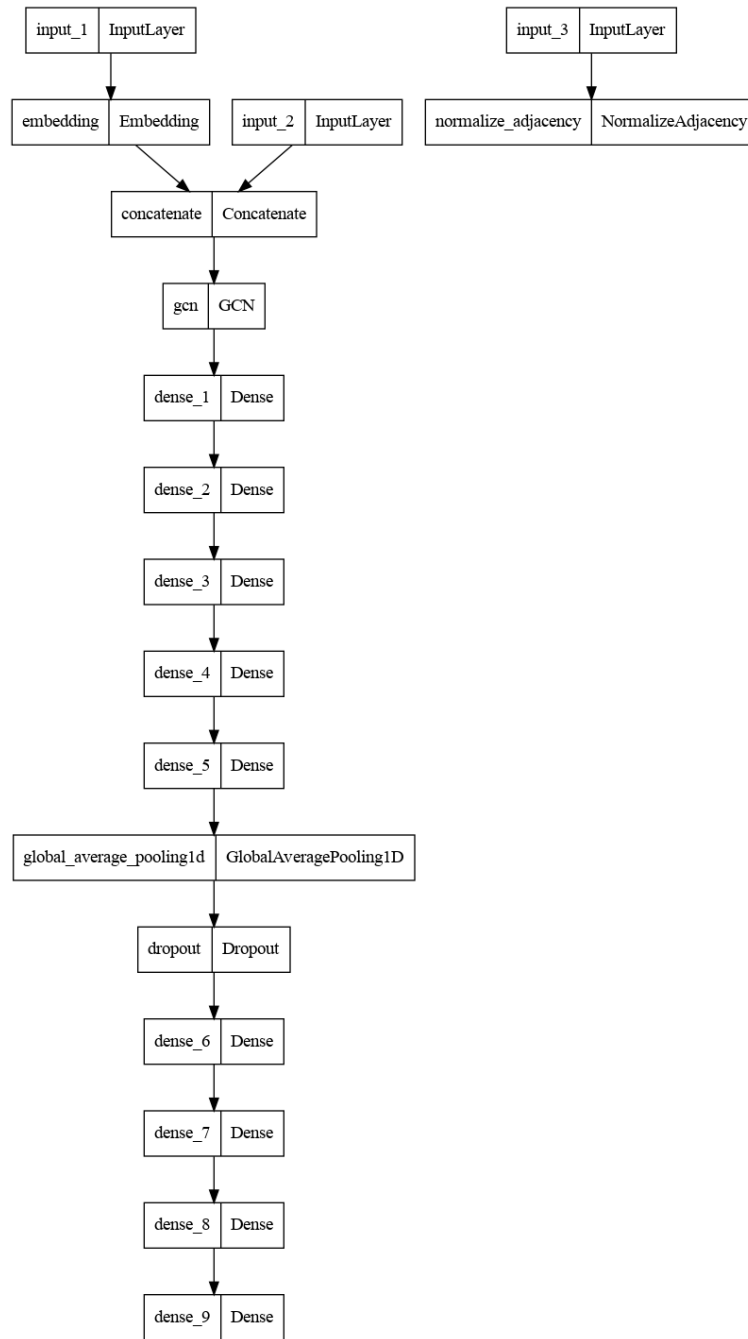 input_1 InputLayer
input_3 InputLayer
embedding Embedding
input_2 InputLayer
normalize_adjacency NormalizeAdjacency
concatenate Concatenate
gcn GCN
dense_1 Dense
dense_2 Dense
dense_3 Dense
dense_4 Dense
dense_5 Dense
global_average_pooling1d GlobalAveragePooling1D
dropout Dropout
dense_6 Dense
dense_7 Dense
dense_8 Dense
dense_9 Dense